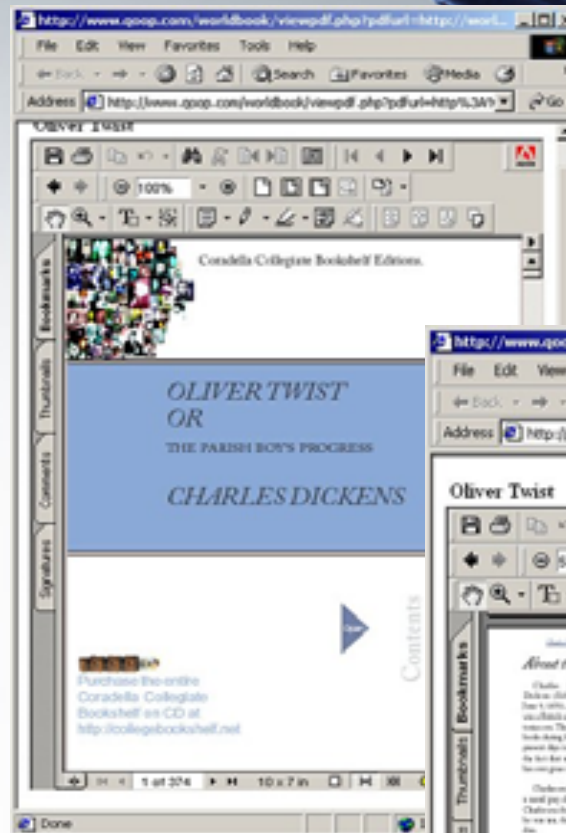 http://www.qoop.com/worldbook/viewpdf.php?pdfurl=http://worl...
File Edit View Favorites Tools Help
Back Search Favorites Media
Address http://www.qoop.com/worldbook/viewpdf.php?pdfurl=http%3A% Go
Oliver Twist
100%
Bookmarks
Thumbnails
Comments
Signatures
Coradella Collegiate Bookshelf Editions.
OLIVER TWIST
OR
THE PARISH BOY'S PROGRESS
CHARLES DICKENS
Open
Contents
Purchase the entire
Coradella Collegiate
Bookshelf on CD at
http://collegebookshelf.net
1 of 374 10 x 7 in
Done
http://www.qoo
File Edit View
Back
Address http:/
Oliver Twist
Bookmarks
Thumbnails
About t